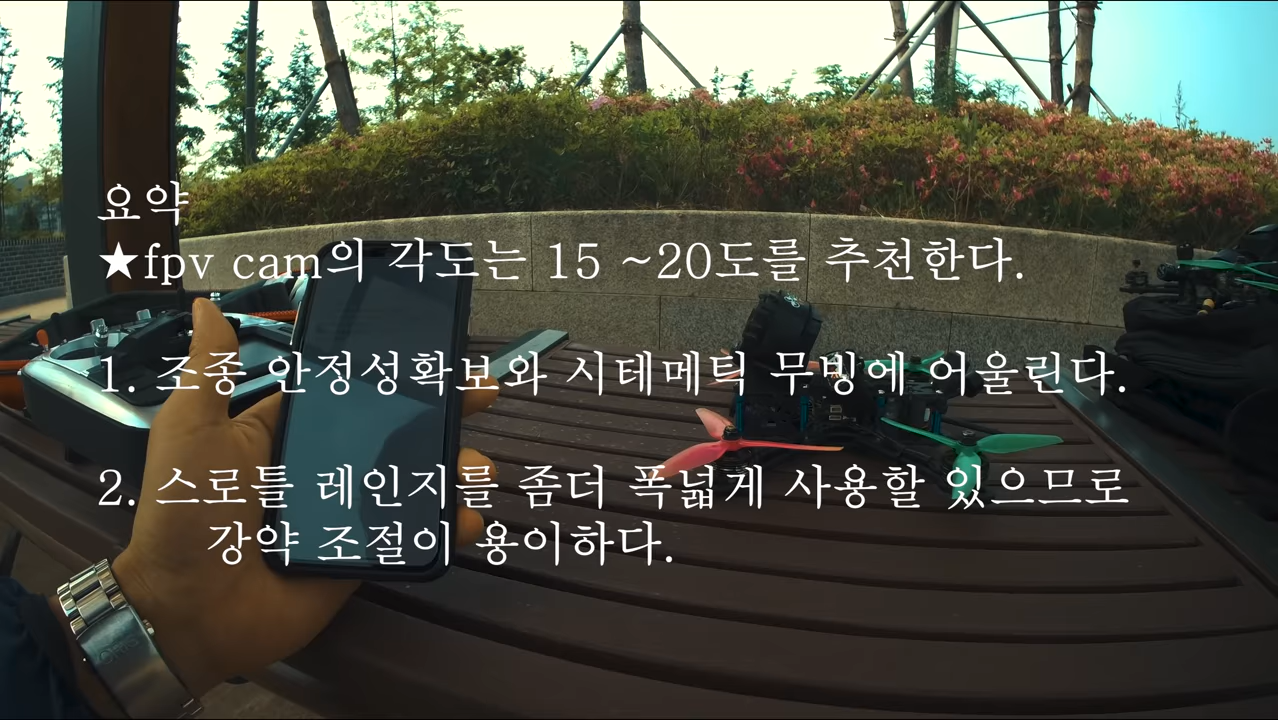 요약
★fpv cam의 각도는 15 ~20도를 추천한다.
1. 조종 안정성확보와 시테메틱 무빙에 어울린다.
2. 스로틀 레인지를 좀더 폭넓게 사용할 있으므로
강약 조절이 용이하다.
ORIS